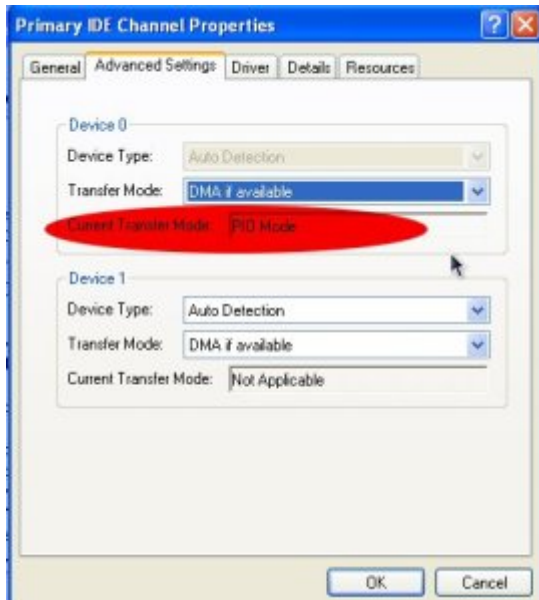 Primary IDE Channel Properties
General Advanced Settings Driver Details Resources
Device 0
Device Type: Auto Detection
Transfer Mode: DMA if available
Current Transfer Mode: PIO Mode
Device 1
Device Type: Auto Detection
Transfer Mode: DMA if available
Current Transfer Mode: Not Applicable
OK Cancel